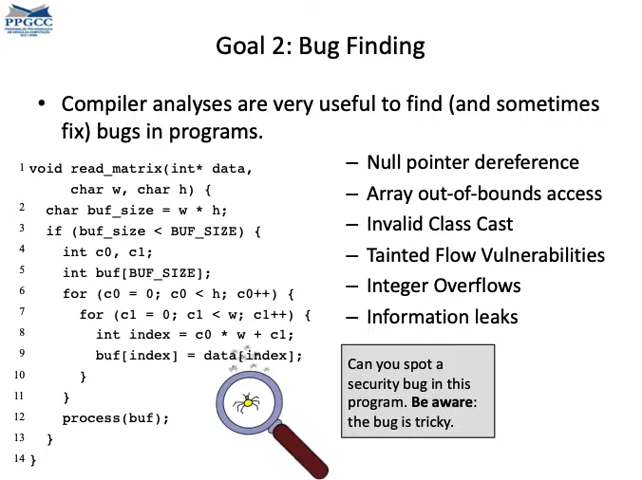 PPGCC
Goal 2: Bug Finding
• Compiler analyses are very useful to find (and sometimes
fix) bugs in programs.
1 void read_matrix(int* data,
char w, char h) {
2 char buf_size = w * h;
3 if (buf_size < BUF_SIZE) {
4 int c0, c1;
5 int buf[BUF_SIZE];
6 for (c0 = 0; c0 < h; c0++) {
7 for (c1 = 0; c1 < w; c1++) {
8 int index = c0 * w + c1;
9 buf[index] = data[index];
10 }
11 }
12 process(buf);
13 }
14 }
– Null pointer dereference
– Array out-of-bounds access
– Invalid Class Cast
– Tainted Flow Vulnerabilities
– Integer Overflows
– Information leaks
Can you spot a
security bug in this
program. Be aware:
the bug is tricky.